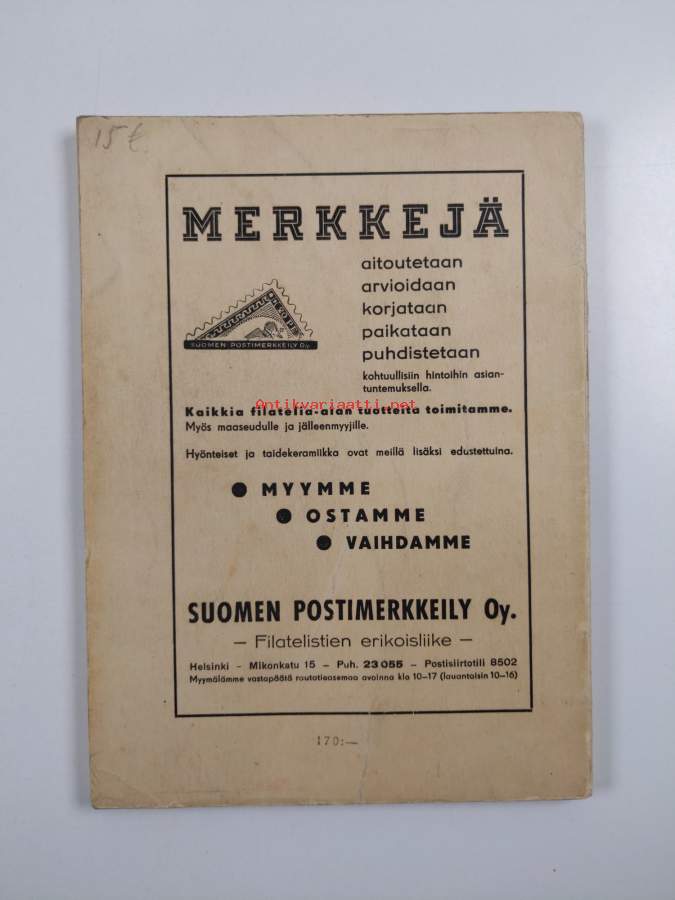 15 €
MERKKEJÄ
aitoutetaan
arvioidaan
korjataan
paikataan
puhdistetaan
kohtuullisiin hintoihin asian-
tuntemuksella.
SUOMEN POSTIMERKKEILY Oy.
Kaikkia filatelia-alan tuotteita toimitamme.
Antikvariaatti.net
Myös maaseudulle ja jälleenmyyjille.
Hyönteiset ja taidekeramiikka ovat meillä lisäksi edustettuina.
● MYYMME
● OSTAMME
● VAIHDAMME
SUOMEN POSTIMERKKEILY Oy.
— Filatelistien erikoisliike —
Helsinki – Mikonkatu 15 – Puh. 23 055 – Postisiirtotili 8502
Myymälämme vastapäätä rautatieasemaa avoinna klo 10–17 (lauantaisin 10–16)
170:—